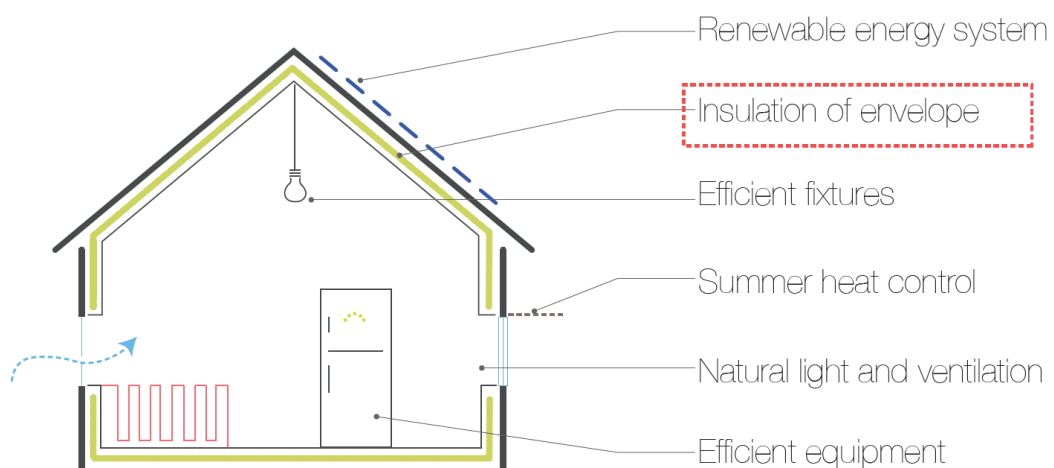 Renewable energy system
Insulation of envelope
Efficient fixtures
Summer heat control
Natural light and ventilation
Efficient equipment